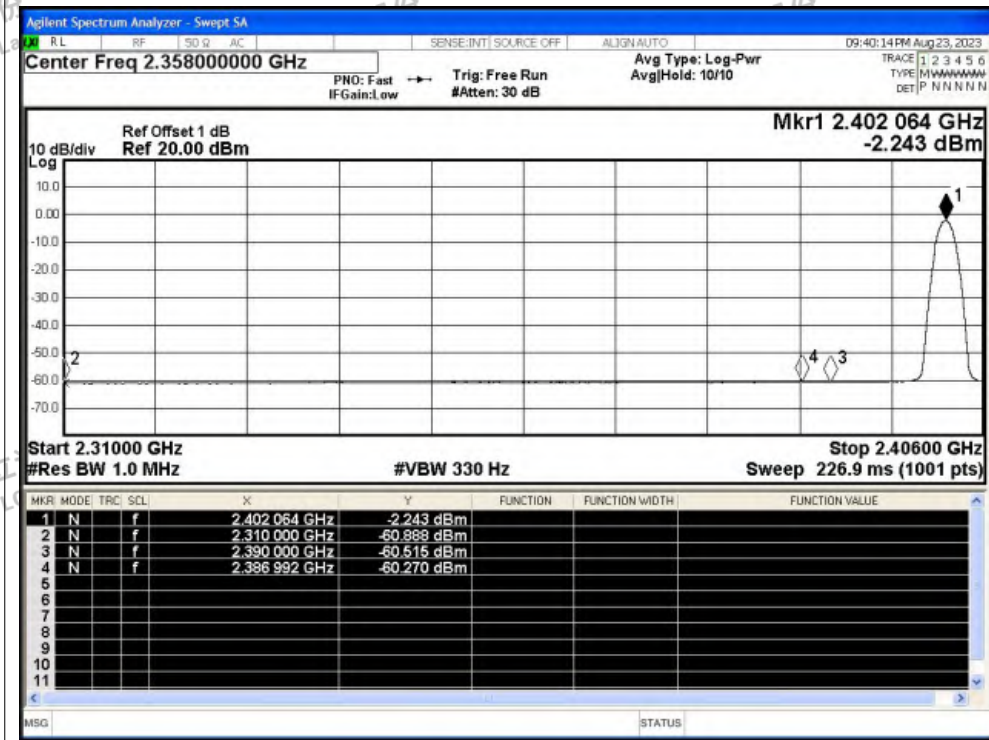 Agilent Spectrum Analyzer - Swept SA
RL RF 50 Ω AC SENSE:INT SOURCE OFF ALIGN AUTO 09:40:14 PM Aug 23, 2023
Center Freq 2.358000000 GHz
PNO: Fast Trig: Free Run Avg Type: Log-Pwr TRACE 1 2 3 4 5 6
IFGain:Low #Atten: 30 dB Avg|Hold: 10/10 TYPE MWWWWW
DET P N N N N N
Mkr1 2.402 064 GHz
-2.243 dBm
Ref Offset 1 dB
10 dB/div Ref 20.00 dBm
Log
10.0
0.00
-10.0
-20.0
-30.0
-40.0
-50.0
-60.0
-70.0
1
2
4 3
Start 2.31000 GHz Stop 2.40600 GHz
#Res BW 1.0 MHz #VBW 330 Hz Sweep 226.9 ms (1001 pts)
MKR MODE TRC SCL X Y FUNCTION FUNCTION WIDTH FUNCTION VALUE
1 N f 2.402 064 GHz -2.243 dBm
2 N f 2.310 000 GHz -60.888 dBm
3 N f 2.390 000 GHz -60.515 dBm
4 N f 2.386 992 GHz -60.270 dBm
5
6
7
8
9
10
11
MSG STATUS